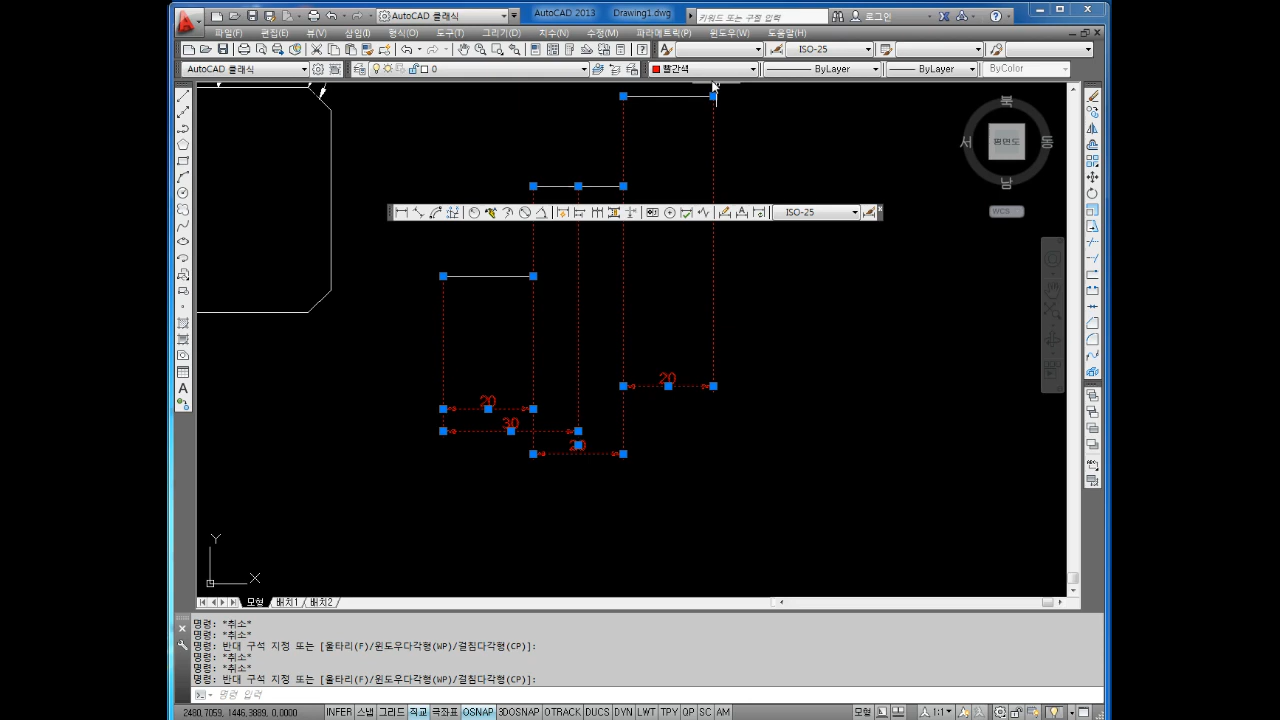 AutoCAD 클래식
AutoCAD 2013 Drawing1.dwg
키워드 또는 구절 입력
로그인
파일(F) 편집(E) 뷰(V) 삽입(I) 형식(O) 도구(T) 그리기(D) 치수(N) 수정(M) 파라메트릭(P) 윈도우(W) 도움말(H)
ISO-25
AutoCAD 클래식
0
빨간색
ByLayer
ByLayer
ByColor
북
서 평면도 동
남
WCS
ISO-25
20
20
30
20
Y
X
모형 배치1 배치2
명령: *취소*
명령: *취소*
명령: 반대 구석 지정 또는 [울타리(F)/윈도우다각형(WP)/걸침다각형(CP)]:
명령: *취소*
명령: *취소*
명령: 반대 구석 지정 또는 [울타리(F)/윈도우다각형(WP)/걸침다각형(CP)]:
명령 입력
2480.7059, 1446.3889, 0.0000 INFER 스냅 그리드 직교 극좌표 OSNAP 3DOSNAP OTRACK DUCS DYN LWT TPY QP SC AM 모형 1:1